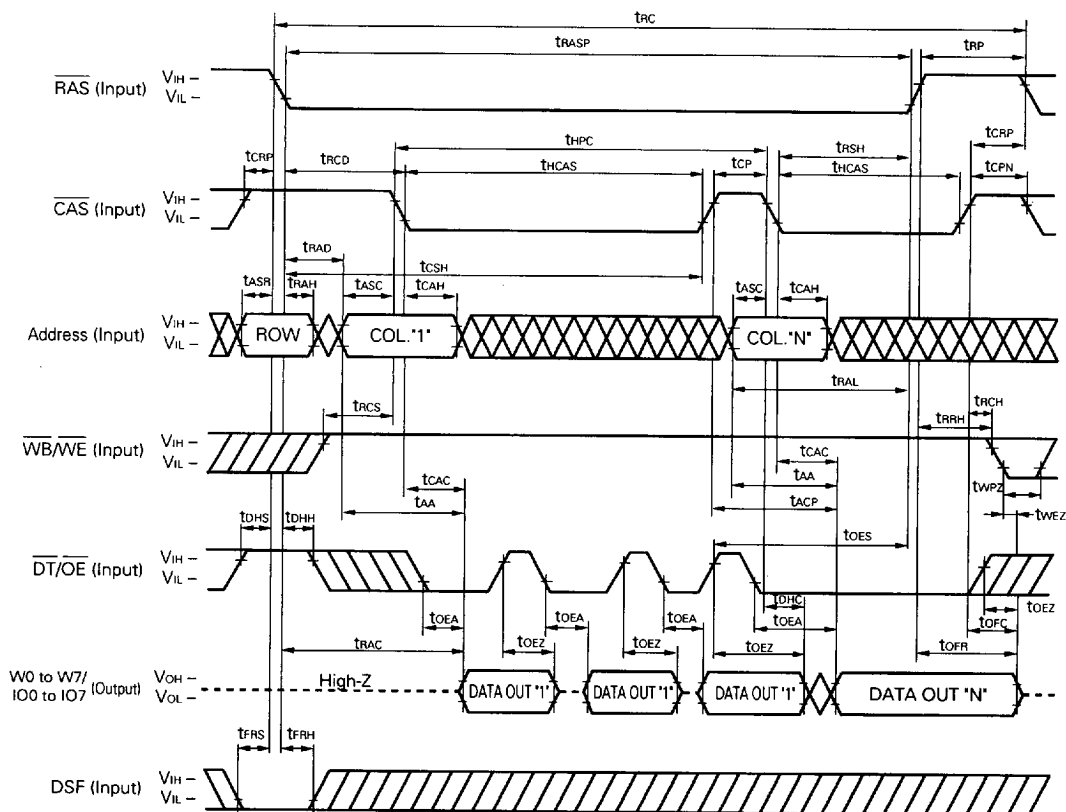 tRC
tRASP
tRP
RAS (Input)
VIH –
VIL –
tCRP
tRCD
tHPC
tHCAS
tCP
tRSH
tHCAS
tCRP
tCPN
CAS (Input)
VIH –
VIL –
tRAD
tCSH
tASR
tRAH
tASC
tCAH
tASC
tCAH
Address (Input)
VIH –
VIL –
ROW
COL."1"
COL."N"
tRAL
tRCS
tRCH
tRRH
WB/WE (Input)
VIH –
VIL –
tCAC
tAA
tCAC
tAA
tACP
tWPZ
tWEZ
tDHS
tDHH
tOES
DT/OE (Input)
VIH –
VIL –
tDHC
tOEA
tOEA
tOEA
tOEA
tOEZ
tOEZ
tOEZ
tOEZ
tOFC
tOFR
tRAC
W0 to W7/
IO0 to IO7 (Output)
VOH –
VOL –
High-Z
DATA OUT "1"
DATA OUT "1"
DATA OUT "1"
DATA OUT "N"
tFRS
tFRH
DSF (Input)
VIH –
VIL –